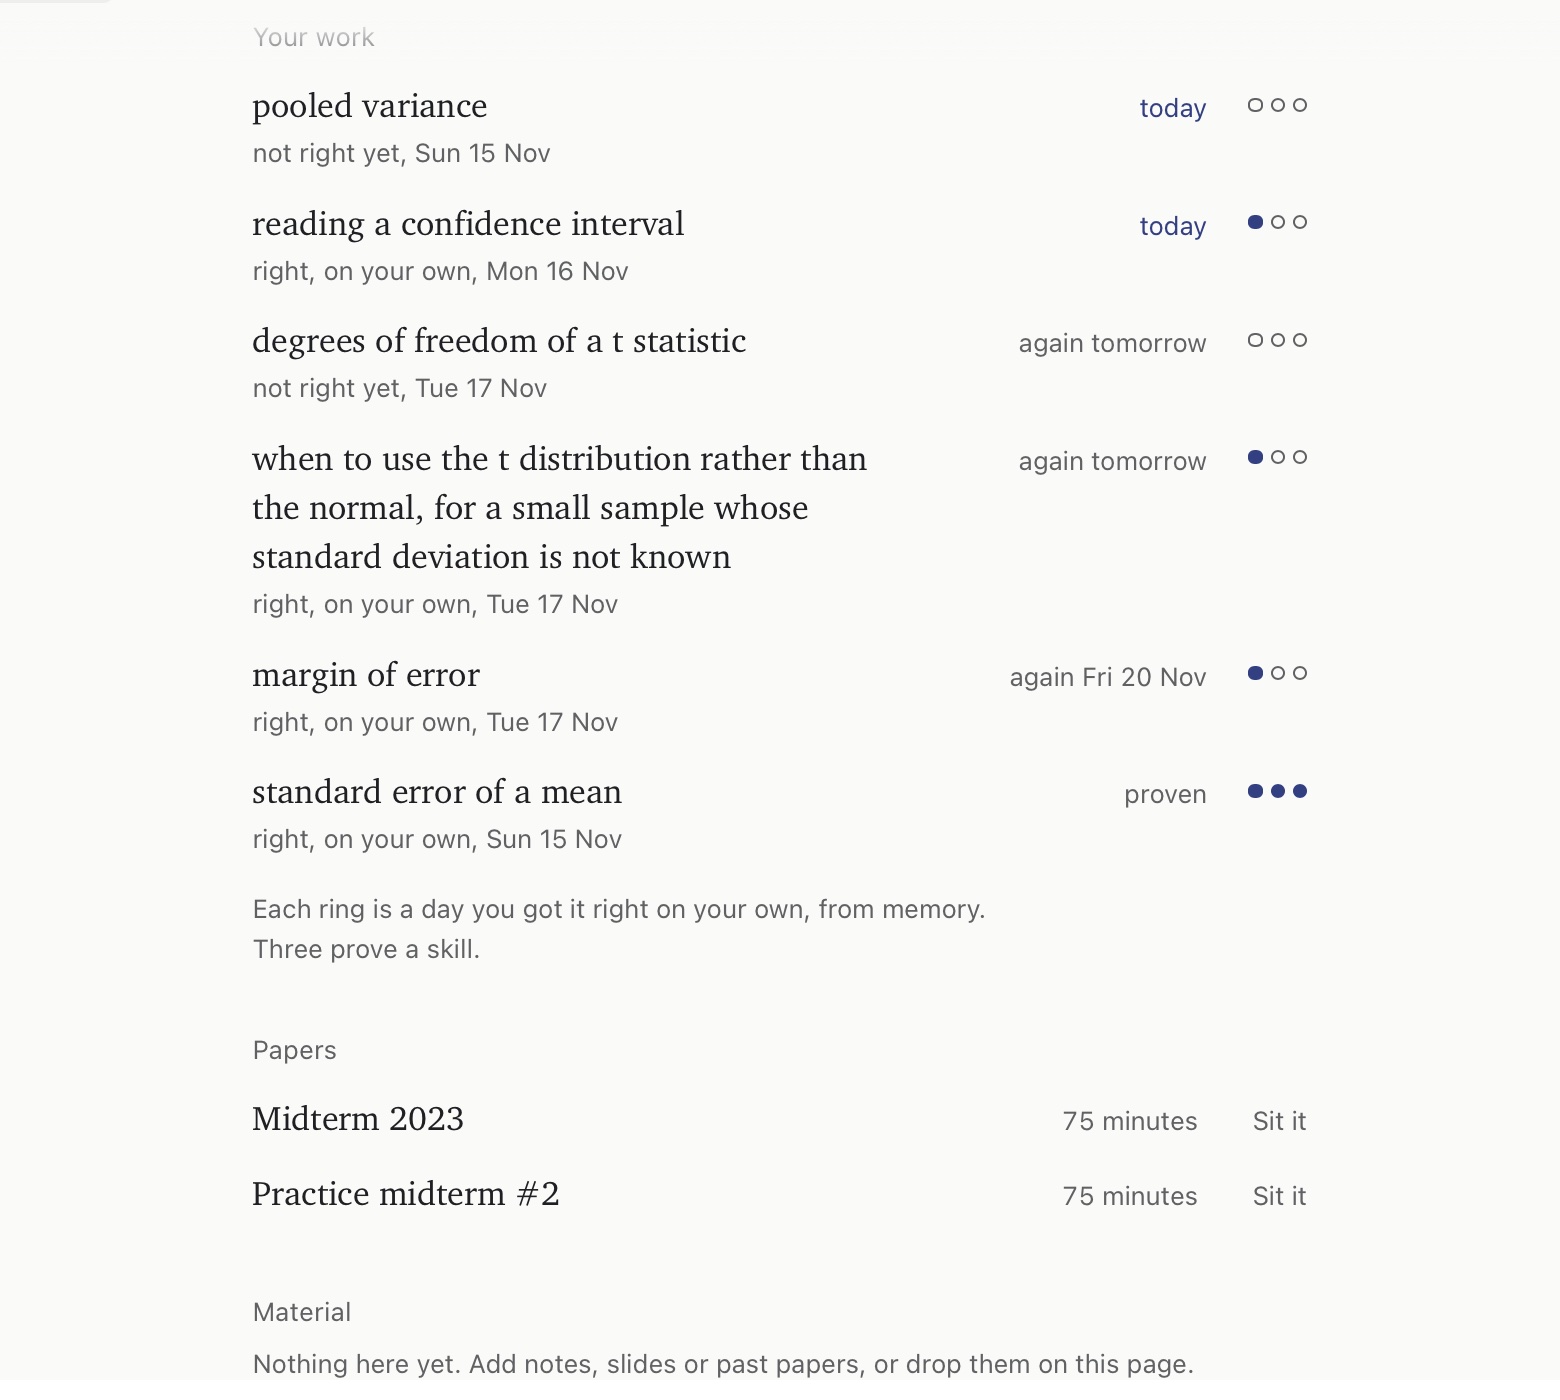 Your work
pooled variance
today
not right yet, Sun 15 Nov
reading a confidence interval
today
right, on your own, Mon 16 Nov
degrees of freedom of a t statistic
again tomorrow
not right yet, Tue 17 Nov
when to use the t distribution rather than
again tomorrow
the normal, for a small sample whose
standard deviation is not known
right, on your own, Tue 17 Nov
margin of error
again Fri 20 Nov
right, on your own, Tue 17 Nov
standard error of a mean
proven
right, on your own, Sun 15 Nov
Each ring is a day you got it right on your own, from memory.
Three prove a skill.
Papers
Midterm 2023
75 minutes
Sit it
Practice midterm #2
75 minutes
Sit it
Material
Nothing here yet. Add notes, slides or past papers, or drop them on this page.